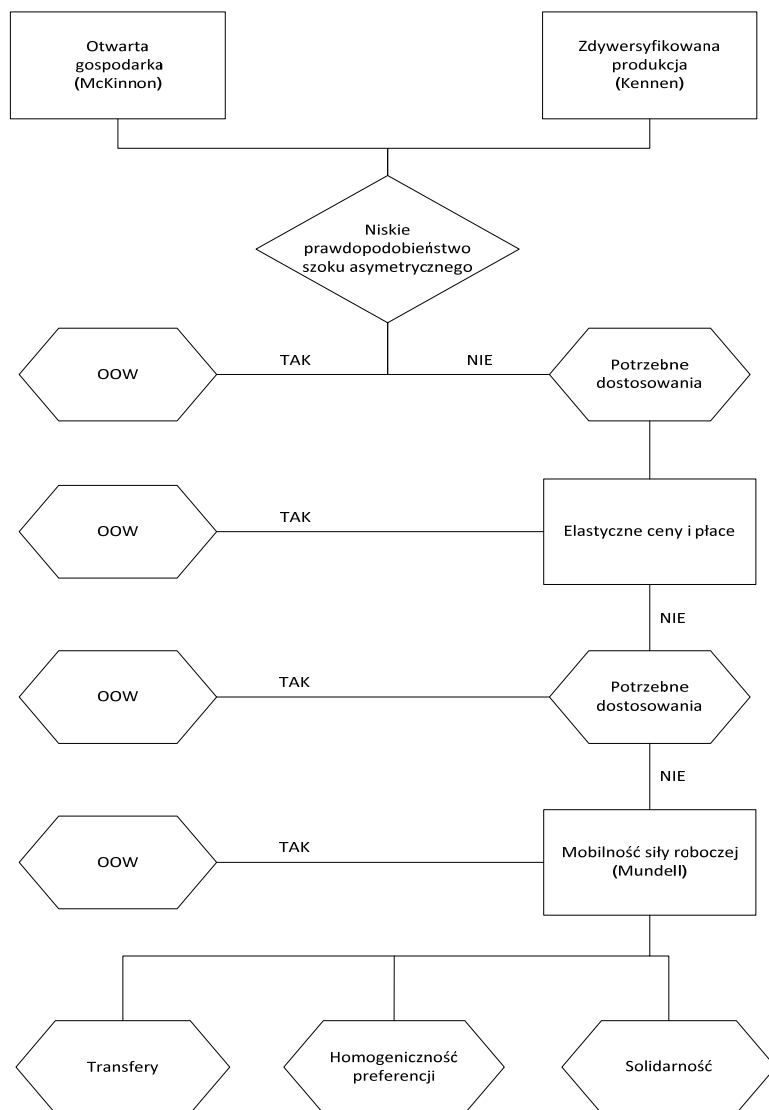 Otwarta
gospodarka
(McKinnon)
Zdywersyfikowana
produkcja
(Kennen)
Niskie
prawdopodobieństwo
szoku asymetrycznego
OOW
TAK
NIE
Potrzebne
dostosowania
OOW
TAK
Elastyczne ceny i płace
NIE
OOW
TAK
Potrzebne
dostosowania
NIE
OOW
TAK
Mobilność siły roboczej
(Mundell)
Transfery
Homogeniczność
preferencji
Solidarność